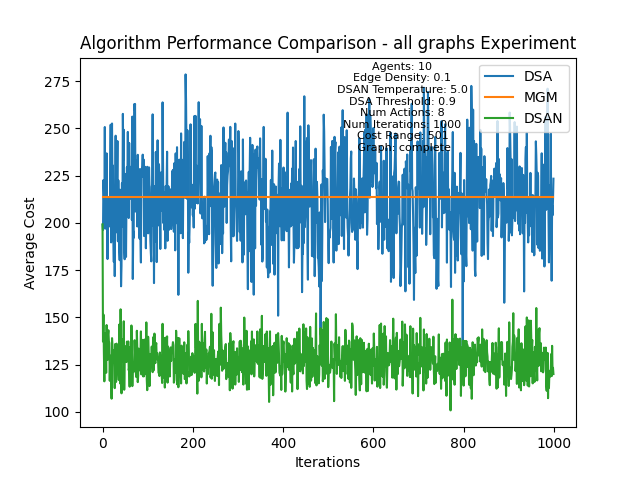 Algorithm Performance Comparison - all graphs Experiment
Agents: 10
Edge Density: 0.1
DSAN Temperature: 5.0
DSA Threshold: 0.9
Num Actions: 8
Num Iterations: 1000
Cost Range: 501
Graph: complete
DSA
MGM
DSAN
275
250
225
200
175
150
125
100
Average Cost
0
200
400
600
800
1000
Iterations